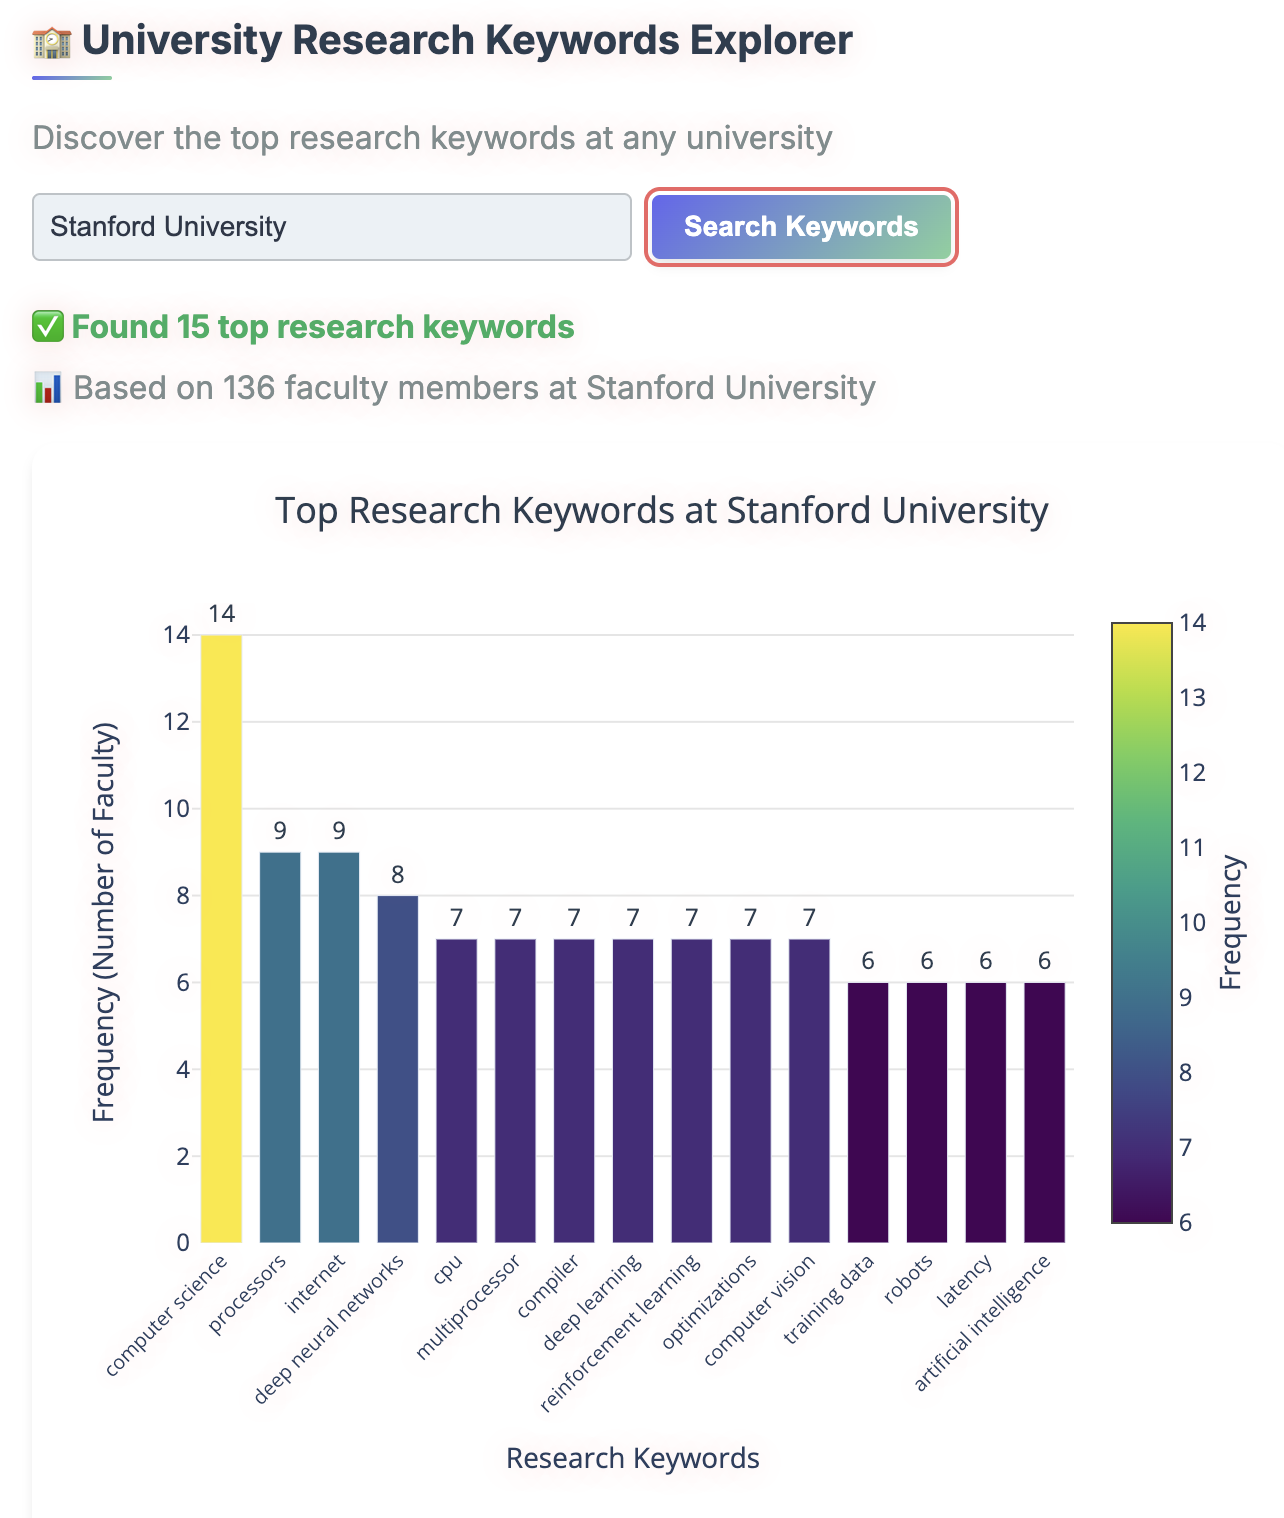 University Research Keywords Explorer
Discover the top research keywords at any university
Stanford University
Search Keywords
Found 15 top research keywords
Based on 136 faculty members at Stanford University
Top Research Keywords at Stanford University
Frequency (Number of Faculty)
14
12
10
8
6
4
2
0
14
9
9
8
7
7
7
7
7
7
7
6
6
6
6
computer science
processors
internet
deep neural networks
cpu
multiprocessor
compiler
deep learning
reinforcement learning
optimizations
computer vision
training data
robots
latency
artificial intelligence
Research Keywords
14
13
12
11
10
9
8
7
6
Frequency